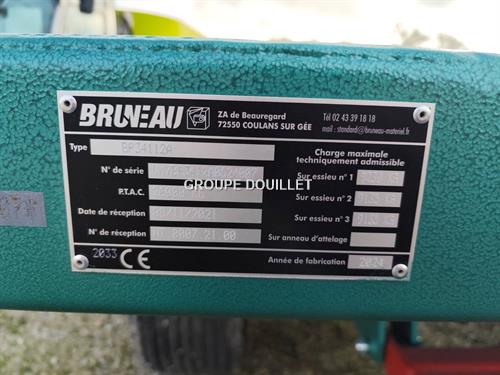 BRUNEAU
ZA de Beauregard
72550 COULANS SUR GÉE
Tél 02 43 39 18 18
mail : standard@bruneau-materiel.fr
Type BP34112A
N° de série
P.T.A.C.
Date de réception
N° de réception
2033 CE
Charge maximale
techniquement admissible
Sur essieu n° 1
Sur essieu n° 2
Sur essieu n° 3
Sur anneau d'attelage
Année de fabrication 2024
GROUPE DOUILLET